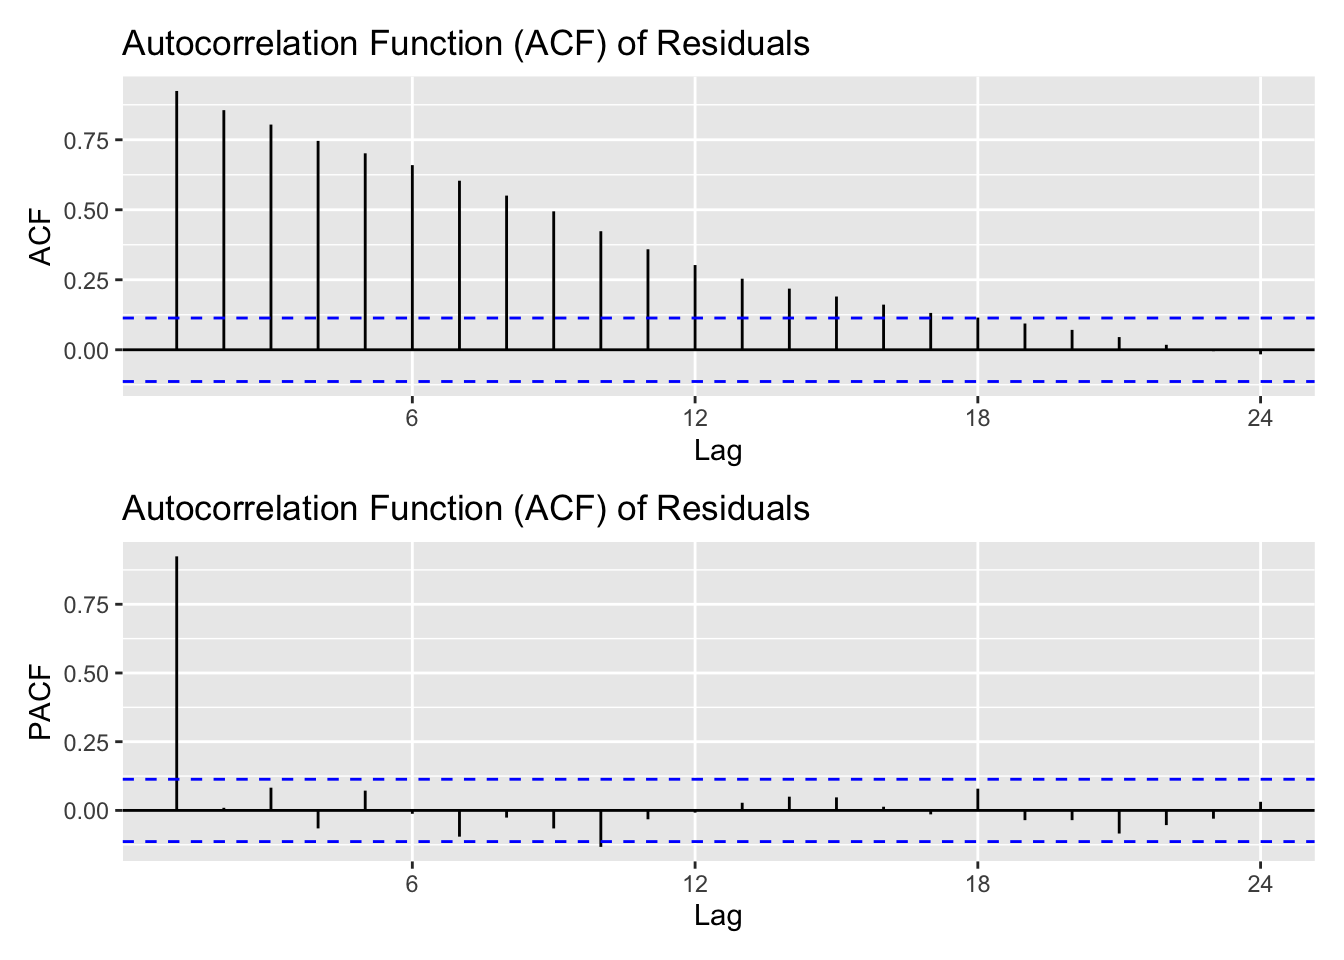 Autocorrelation Function (ACF) of Residuals
ACF
0.75
0.50
0.25
0.00
6 12 18 24
Lag
Autocorrelation Function (ACF) of Residuals
PACF
0.75
0.50
0.25
0.00
6 12 18 24
Lag